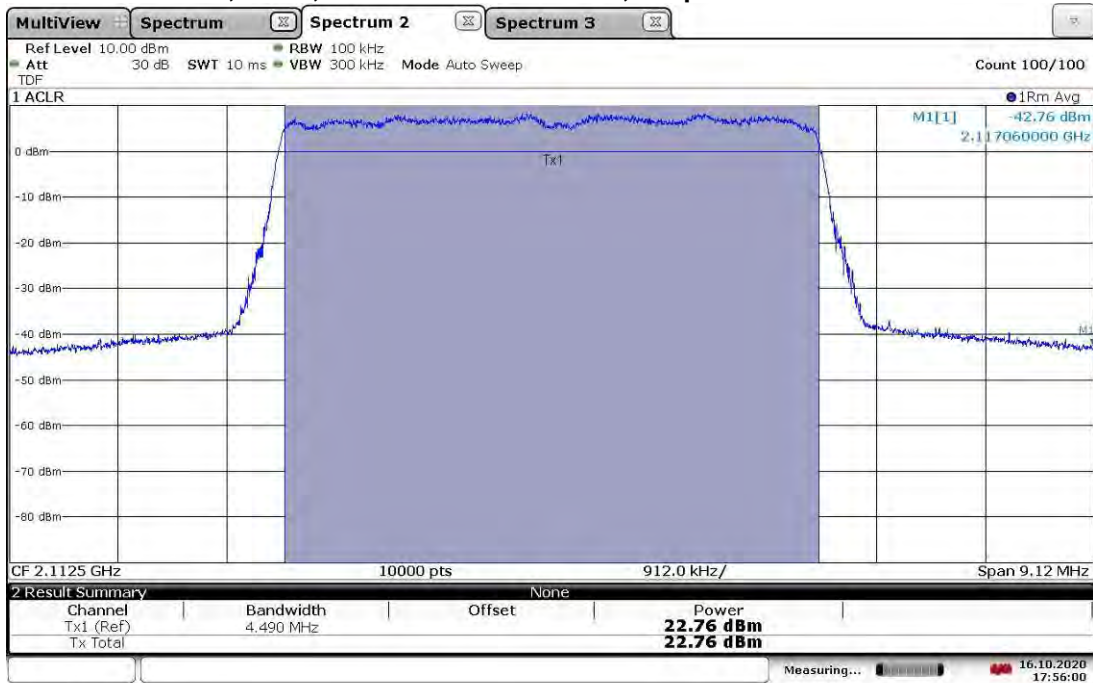 MultiView Spectrum Spectrum 2 Spectrum 3
Ref Level 10.00 dBm RBW 100 kHz
Att 30 dB SWT 10 ms VBW 300 kHz Mode Auto Sweep Count 100/100
TDF
1 ACLR 1Rm Avg
M1[1] -42.76 dBm
2.117060000 GHz
0 dBm
Tx1
-10 dBm
-20 dBm
-30 dBm
-40 dBm
M1
-50 dBm
-60 dBm
-70 dBm
-80 dBm
CF 2.1125 GHz 10000 pts 912.0 kHz/ Span 9.12 MHz
2 Result Summary None
Channel Bandwidth Offset Power
Tx1 (Ref) 4.490 MHz 22.76 dBm
Tx Total 22.76 dBm
Measuring... 16.10.2020
17:56:00